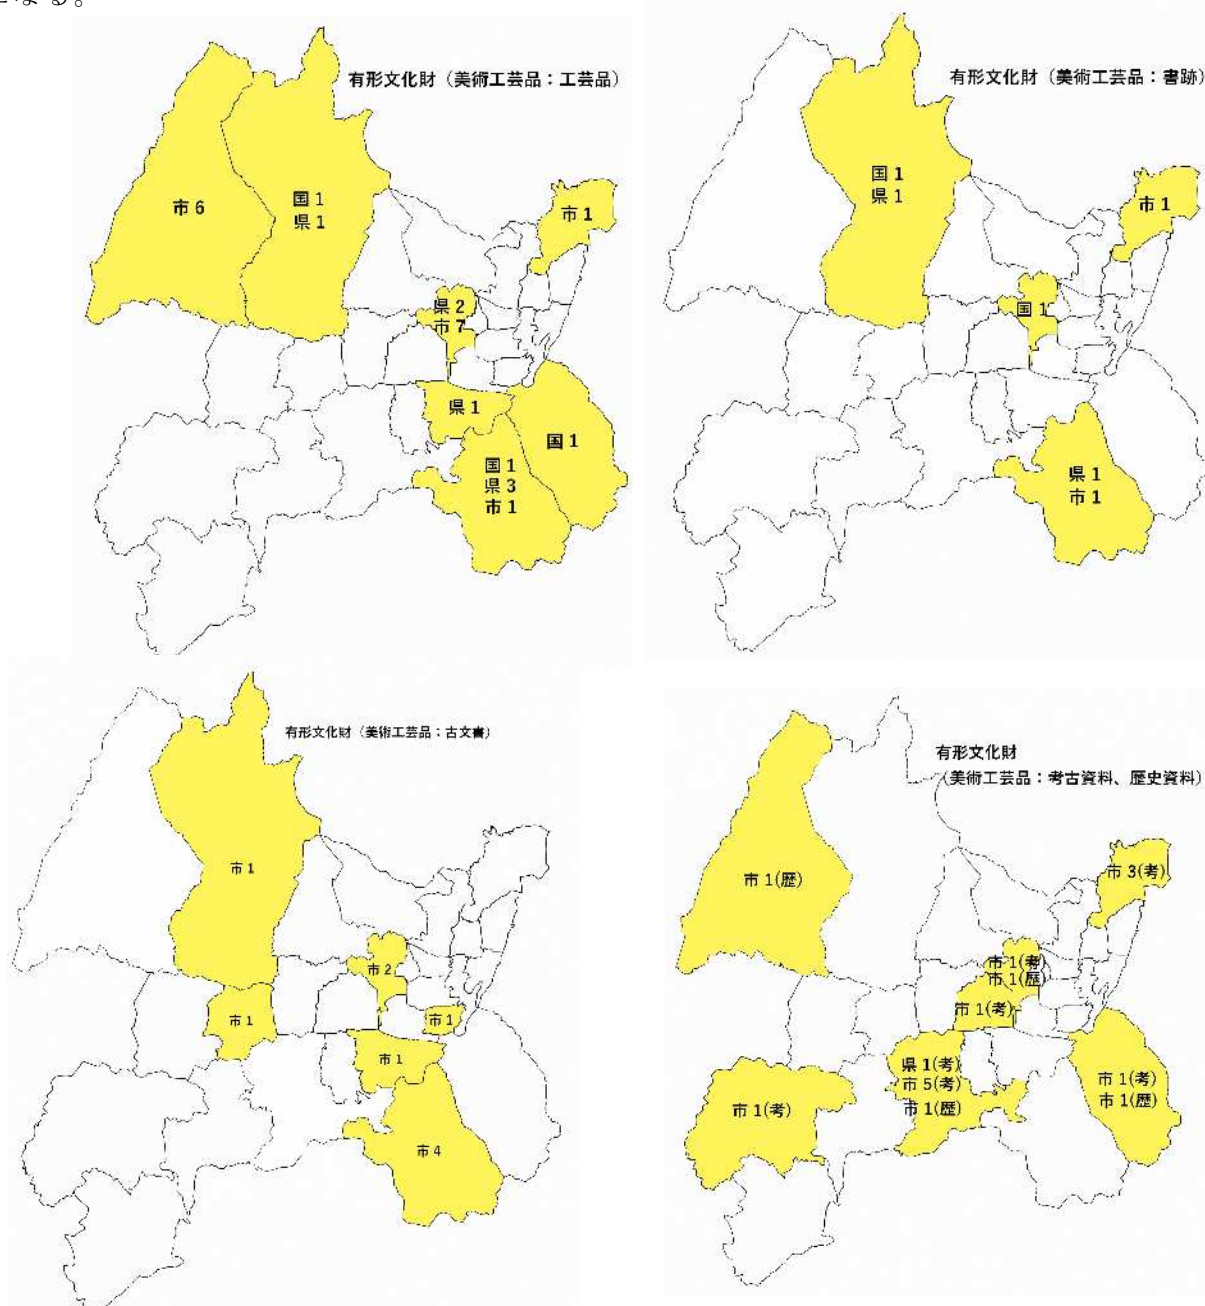 になる。
有形文化財（美術工芸品：工芸品）
市 6
国 1
県 1
市 1
県 2
市 7
県 1
国 1
国 1
県 3
市 1
有形文化財（美術工芸品：書跡）
国 1
県 1
市 1
国 1
県 1
市 1
有形文化財（美術工芸品：古文書）
市 1
市 2
市 1
市 1
市 1
市 4
有形文化財
（美術工芸品：考古資料、歴史資料）
市 1(歴)
市 3(考)
市 1(考)
市 1(歴)
市 1(考)
県 1(考)
市 5(考)
市 1(歴)
市 1(考)
市 1(考)
市 1(歴)